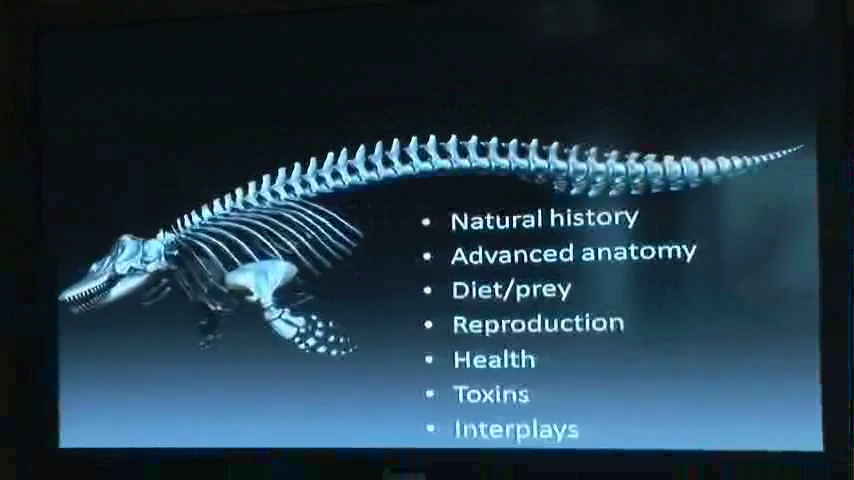 • Natural history
• Advanced anatomy
• Diet/prey
• Reproduction
• Health
• Toxins
• Interplays